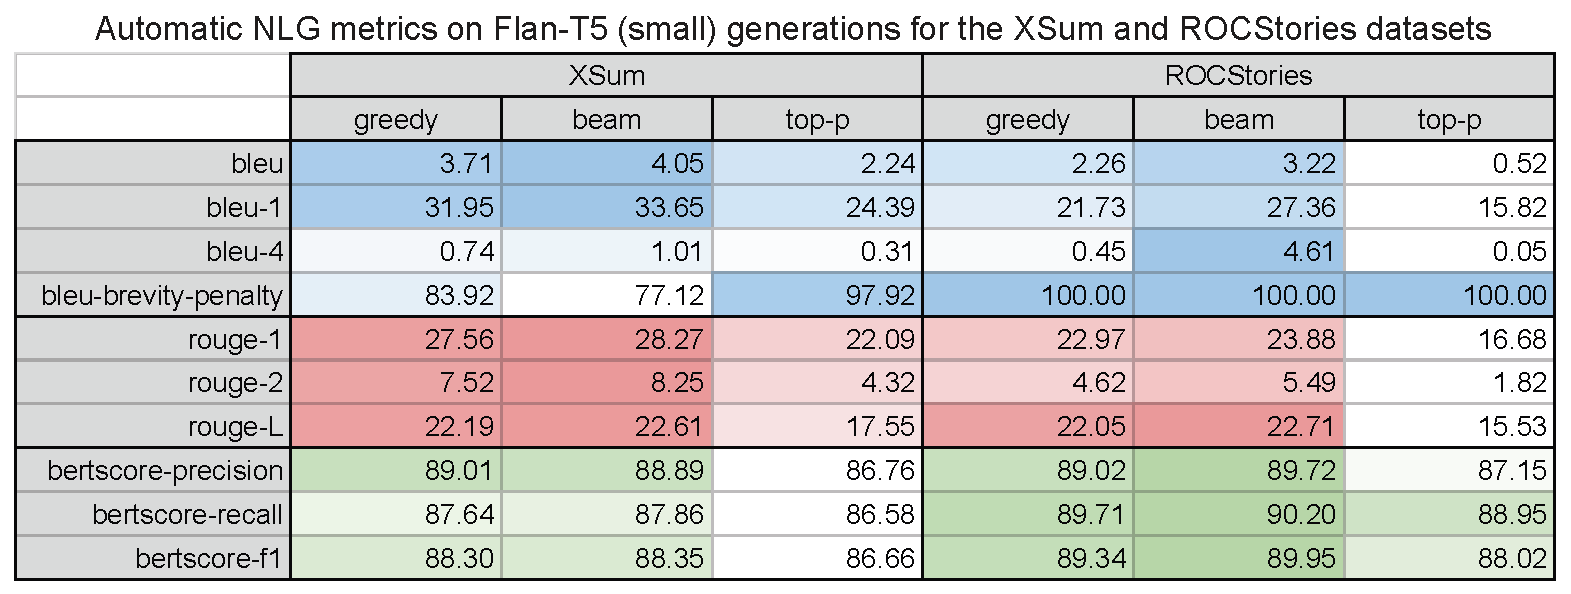 Automatic NLG metrics on Flan-T5 (small) generations for the XSum and ROCStories datasets
XSum ROCStories
greedy beam top-p greedy beam top-p
bleu 3.71 4.05 2.24 2.26 3.22 0.52
bleu-1 31.95 33.65 24.39 21.73 27.36 15.82
bleu-4 0.74 1.01 0.31 0.45 4.61 0.05
bleu-brevity-penalty 83.92 77.12 97.92 100.00 100.00 100.00
rouge-1 27.56 28.27 22.09 22.97 23.88 16.68
rouge-2 7.52 8.25 4.32 4.62 5.49 1.82
rouge-L 22.19 22.61 17.55 22.05 22.71 15.53
bertscore-precision 89.01 88.89 86.76 89.02 89.72 87.15
bertscore-recall 87.64 87.86 86.58 89.71 90.20 88.95
bertscore-f1 88.30 88.35 86.66 89.34 89.95 88.02